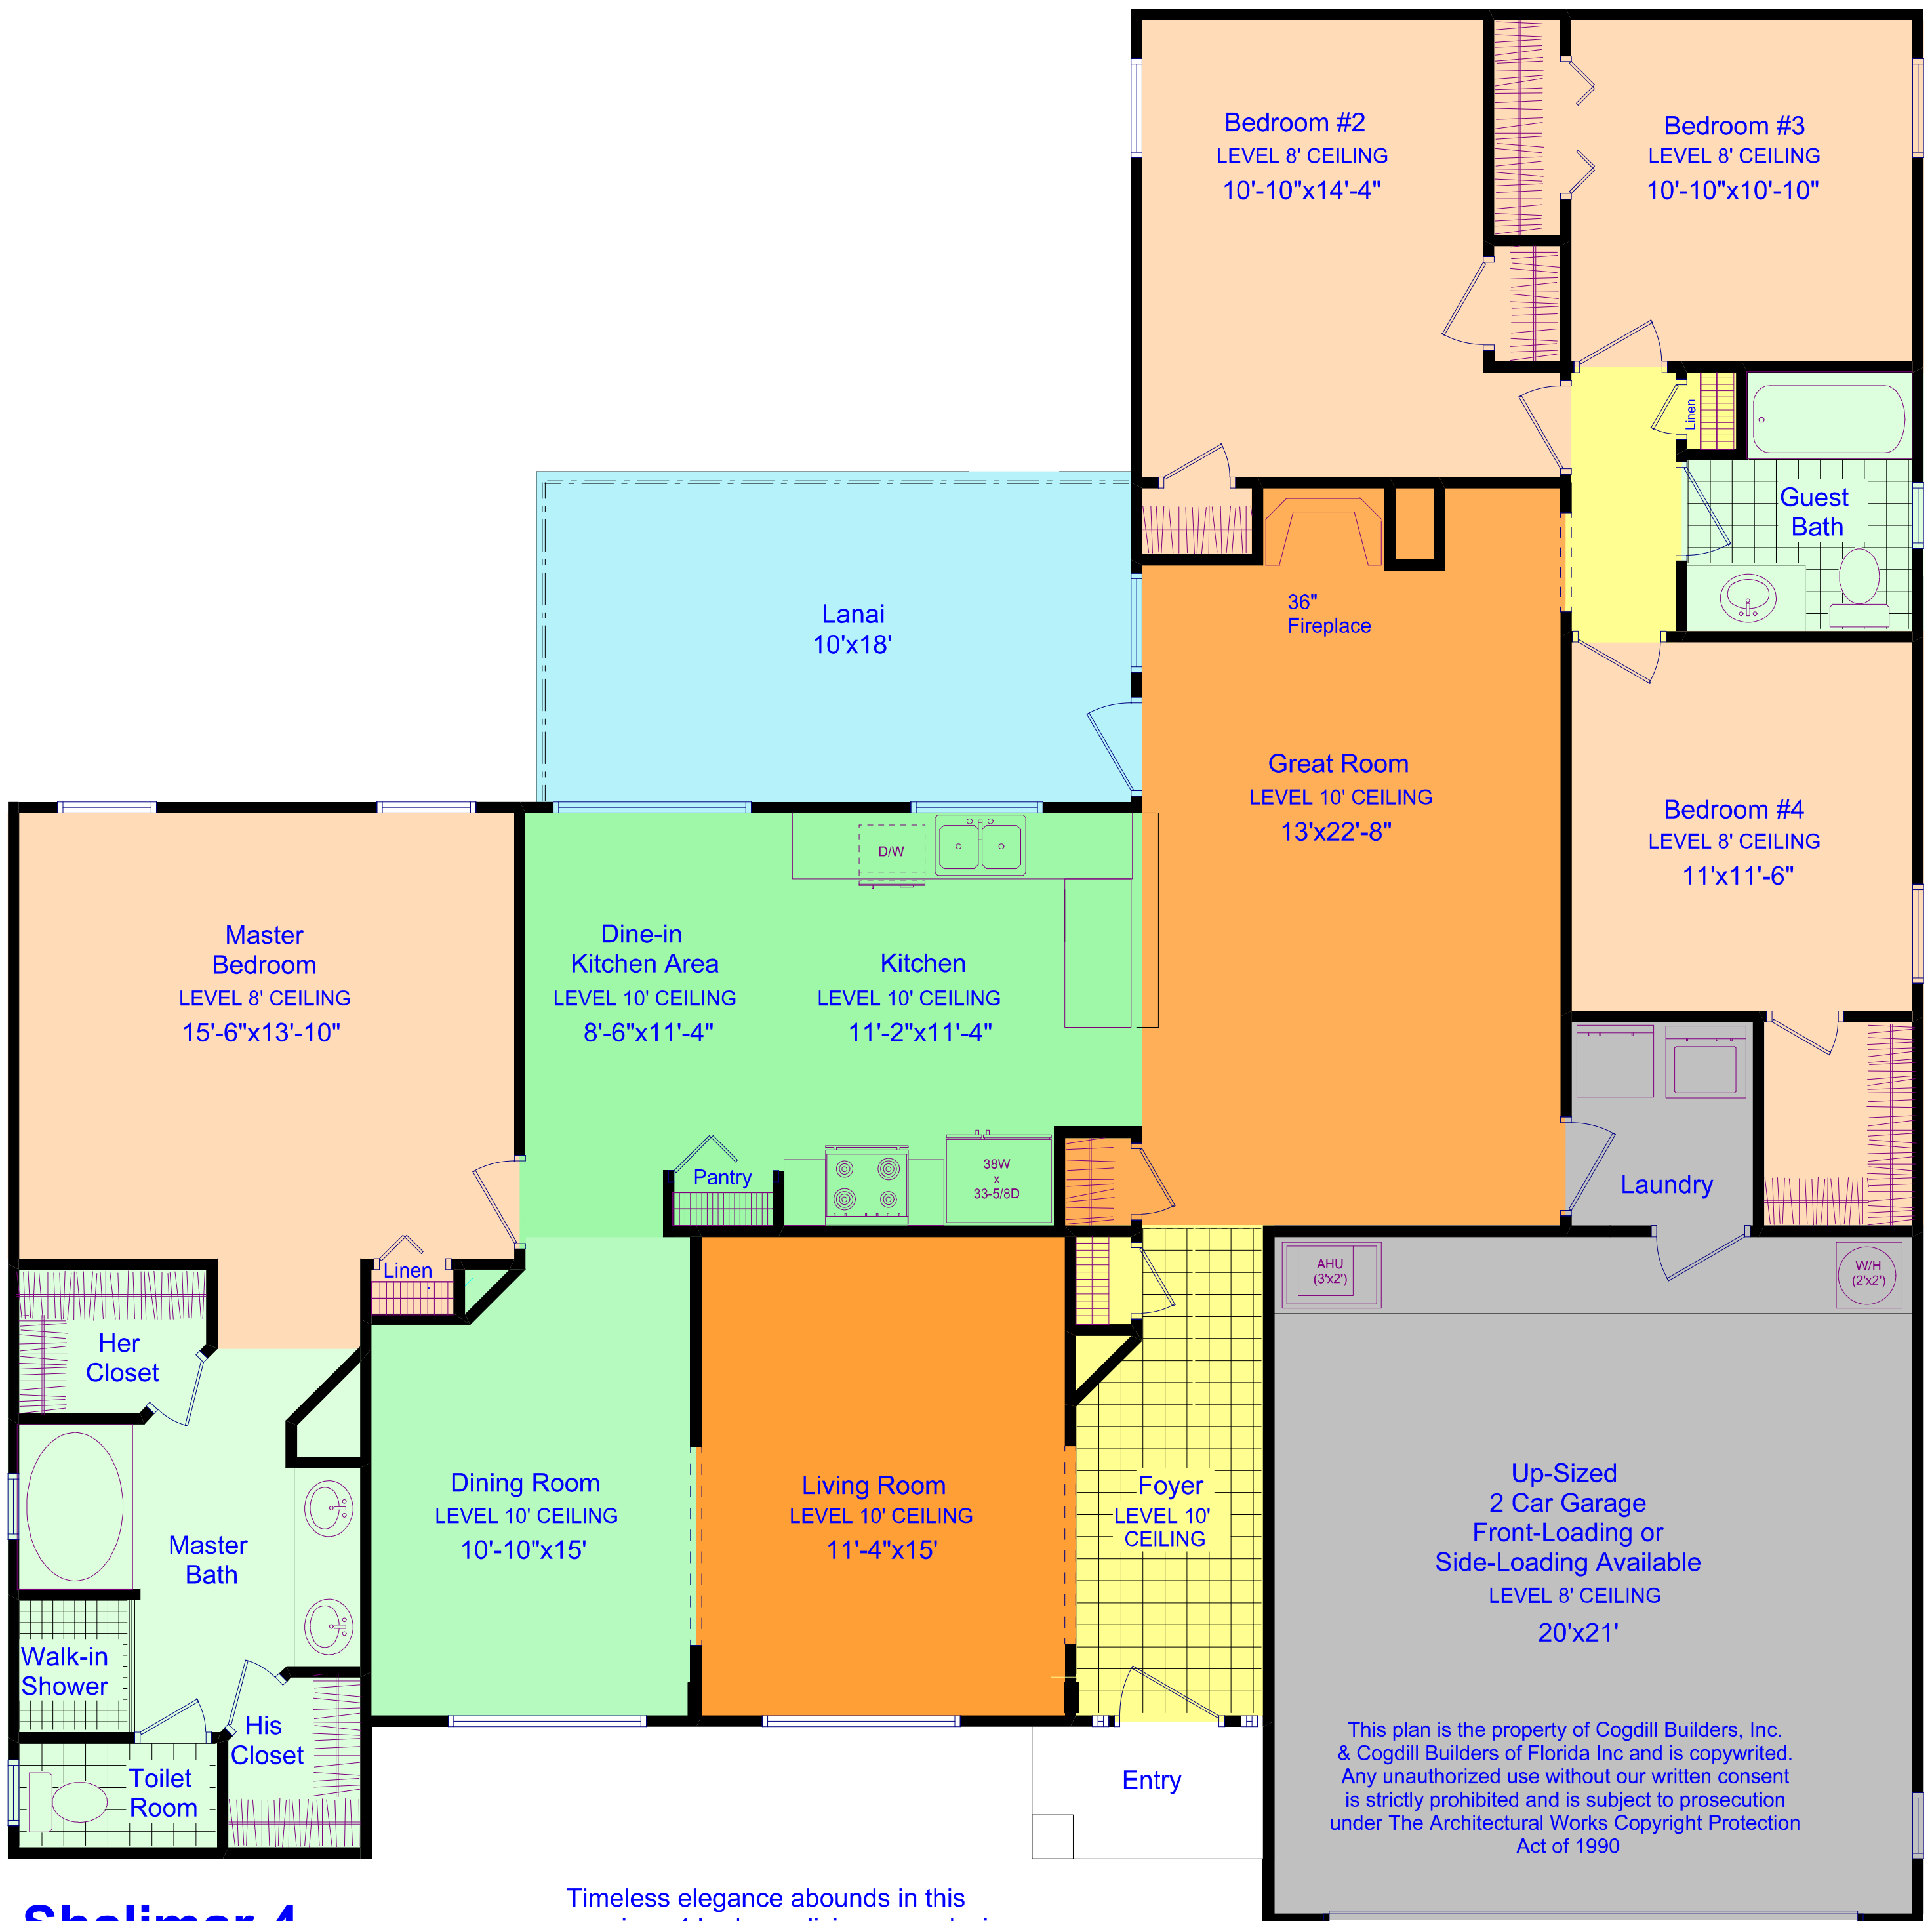 Bedroom #2
LEVEL 8' CEILING
10'-10"x14'-4"
Bedroom #3
LEVEL 8' CEILING
10'-10"x10'-10"
Linen
Guest
Bath
Lanai
10'x18'
36"
Fireplace
Great Room
LEVEL 10' CEILING
13'x22'-8"
Bedroom #4
LEVEL 8' CEILING
11'x11'-6"
D/W
Master
Bedroom
LEVEL 8' CEILING
15'-6"x13'-10"
Dine-in
Kitchen Area
LEVEL 10' CEILING
8'-6"x11'-4"
Kitchen
LEVEL 10' CEILING
11'-2"x11'-4"
Pantry
38W
x
33-5/8D
Laundry
Linen
AHU
(3'x2')
W/H
(2'x2')
Her
Closet
Dining Room
LEVEL 10' CEILING
10'-10"x15'
Living Room
LEVEL 10' CEILING
11'-4"x15'
Foyer
LEVEL 10'
CEILING
Up-Sized
2 Car Garage
Front-Loading or
Side-Loading Available
LEVEL 8' CEILING
20'x21'
Master
Bath
Walk-in
Shower
His
Closet
Toilet
Room
Entry
This plan is the property of Cogdill Builders, Inc.
& Cogdill Builders of Florida Inc and is copywrited.
Any unauthorized use without our written consent
is strictly prohibited and is subject to prosecution
under The Architectural Works Copyright Protection
Act of 1990
Shalimar 4
Timeless elegance abounds in this